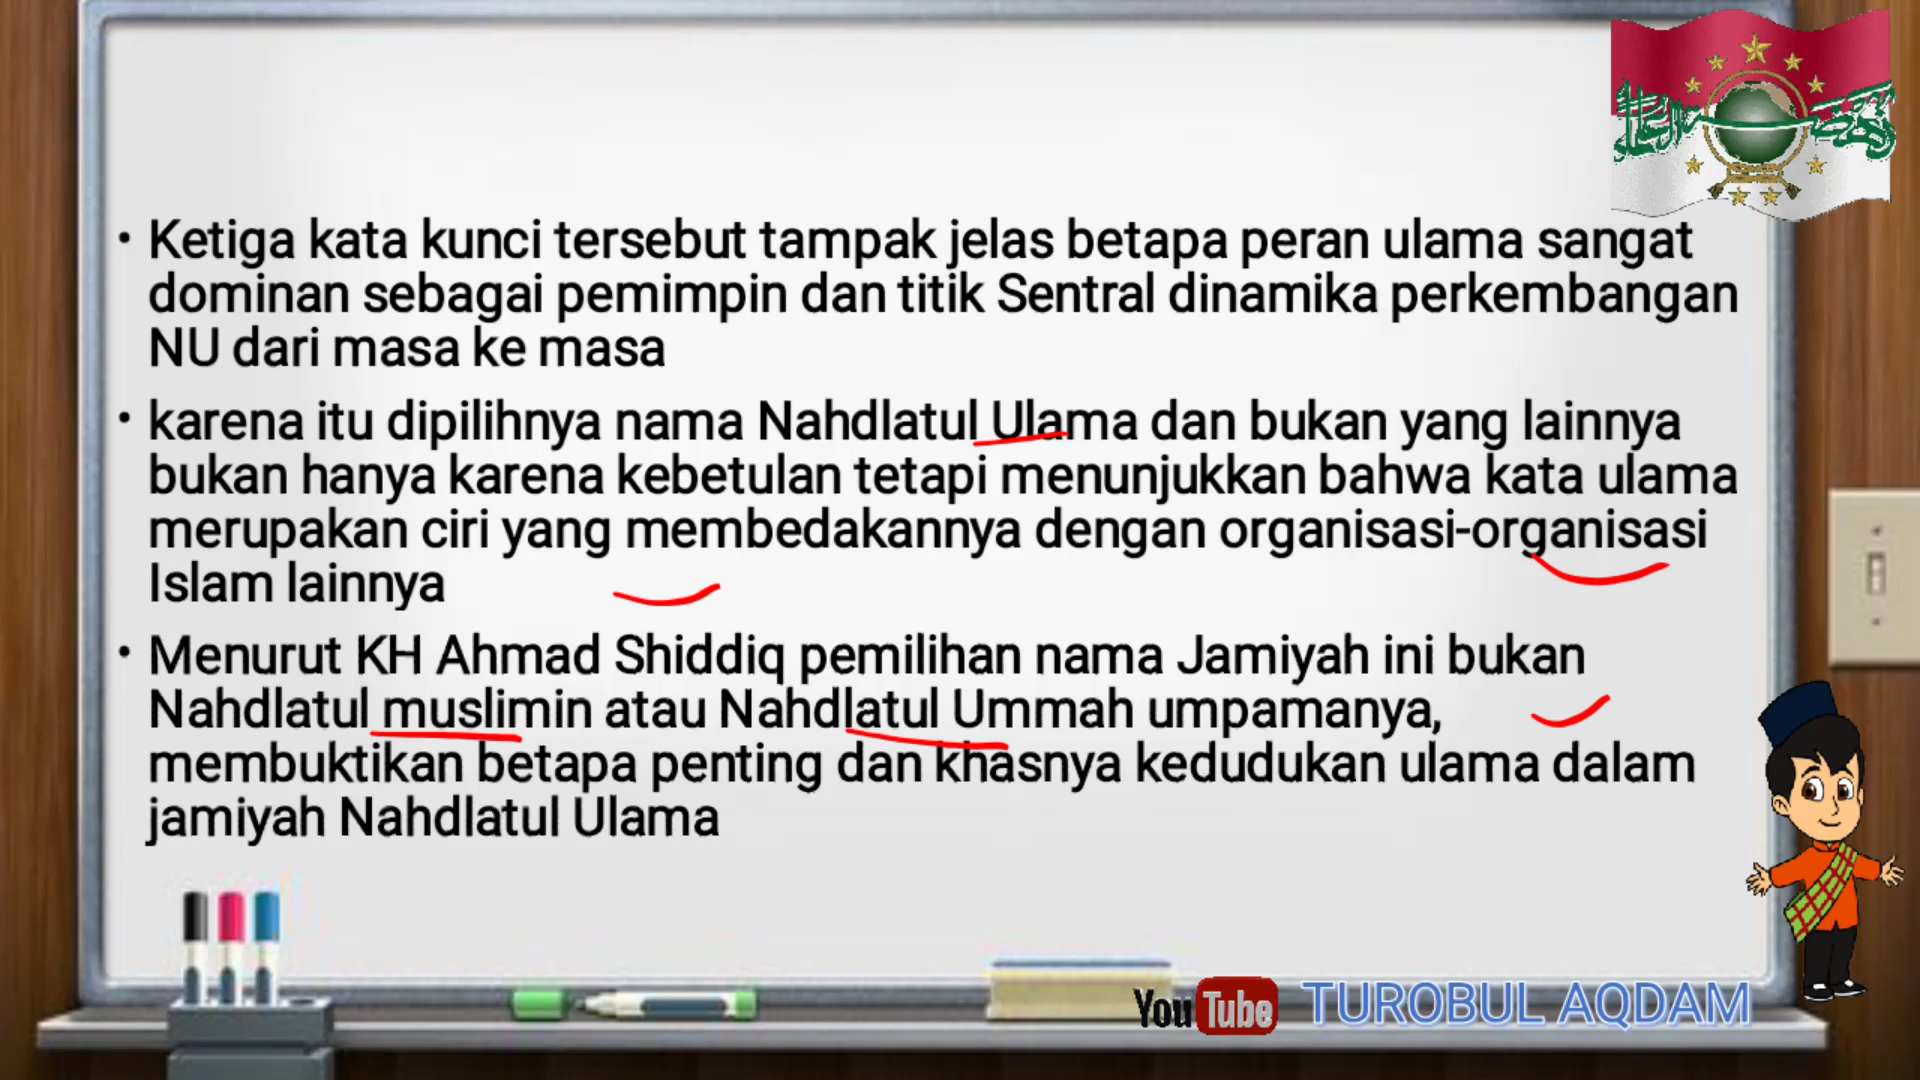 • Ketiga kata kunci tersebut tampak jelas betapa peran ulama sangat
dominan sebagai pemimpin dan titik Sentral dinamika perkembangan
NU dari masa ke masa
• karena itu dipilihnya nama Nahdlatul Ulama dan bukan yang lainnya
bukan hanya karena kebetulan tetapi menunjukkan bahwa kata ulama
merupakan ciri yang membedakannya dengan organisasi-organisasi
Islam lainnya
• Menurut KH Ahmad Shiddiq pemilihan nama Jamiyah ini bukan
Nahdlatul muslimin atau Nahdlatul Ummah umpamanya,
membuktikan betapa penting dan khasnya kedudukan ulama dalam
jamiyah Nahdlatul Ulama
YouTube TUROBUL AQDAM